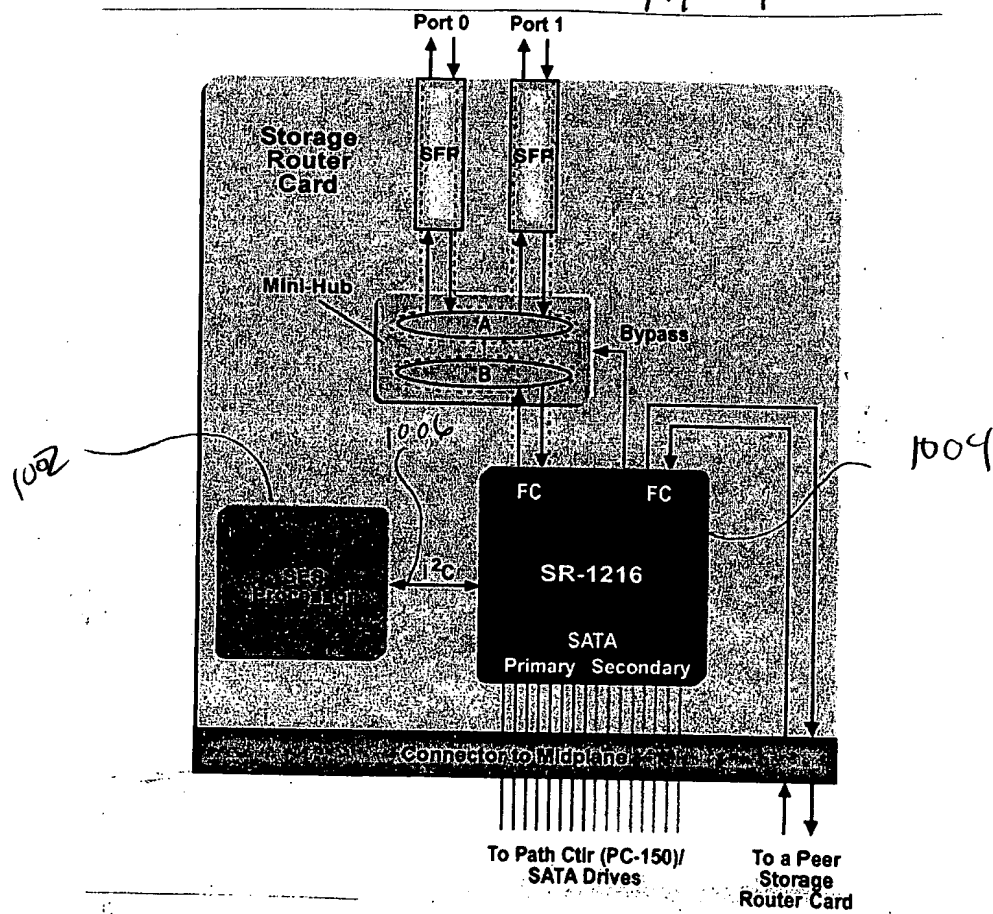 Port 0 Port 1
Storage
Router
Card
SFP SFP
Mini-Hub
A
Bypass
B
1006
1002
1004
FC FC
I²C
SR-1216
SES
Processor
SATA
Primary Secondary
Connector to Midplane
To Path Ctlr (PC-150)/
SATA Drives
To a Peer
Storage
Router Card